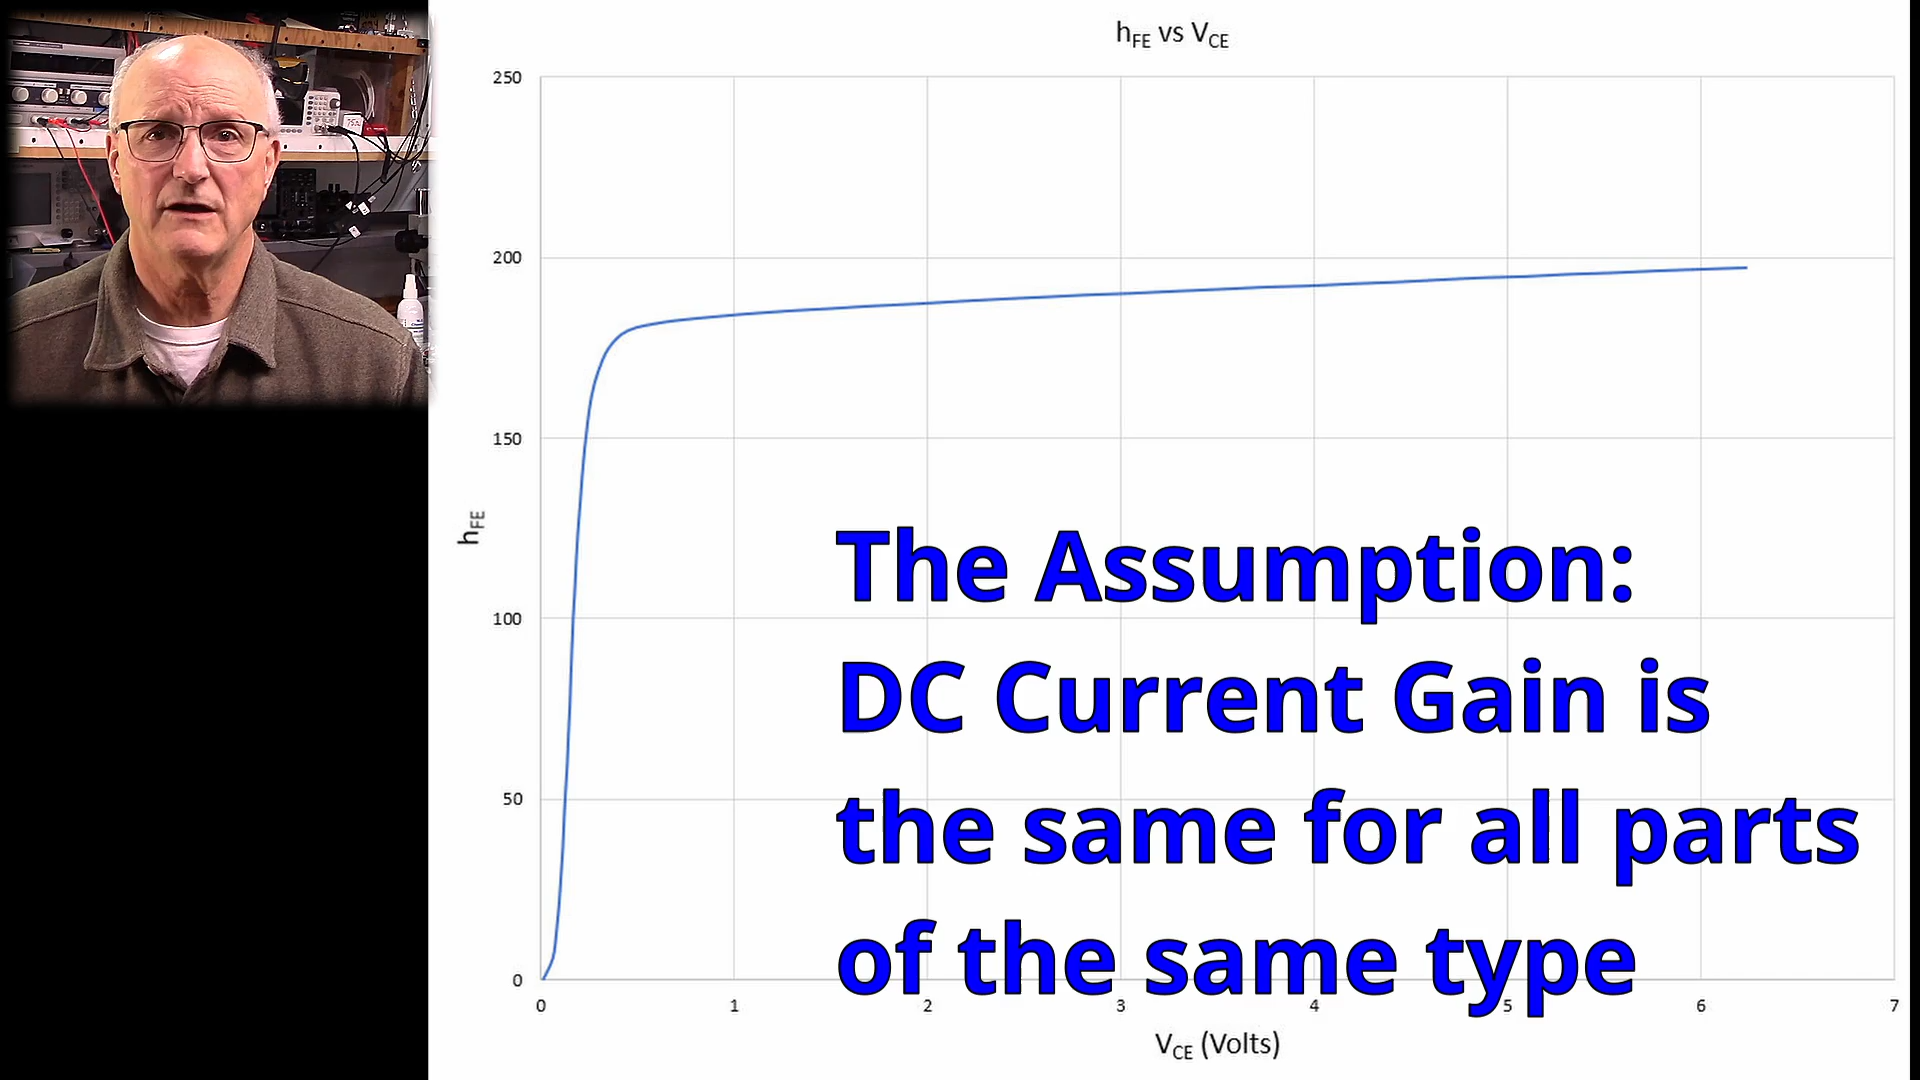 hFE vs VCE
250
200
150
100
50
0
hFE
The Assumption:
DC Current Gain is
the same for all parts
of the same type
0 1 2 3 4 5 6 7
VCE (Volts)